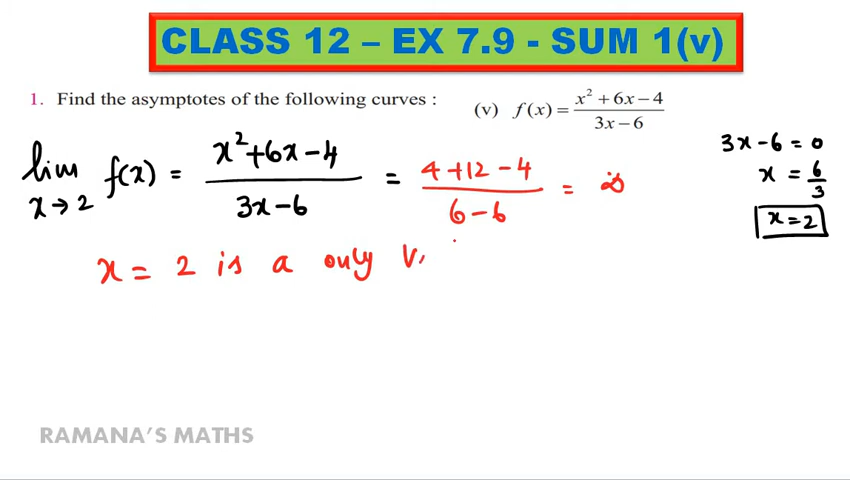 CLASS 12 – EX 7.9 - SUM 1(v)
1. Find the asymptotes of the following curves : (v) f(x) = (x² + 6x − 4)/(3x − 6)
lim x→2 f(x) = (x²+6x−4)/(3x−6) = (4+12−4)/(6−6) = ∞
3x−6 = 0
x = 6/3
x = 2
x = 2 is a only V.
RAMANA'S MATHS